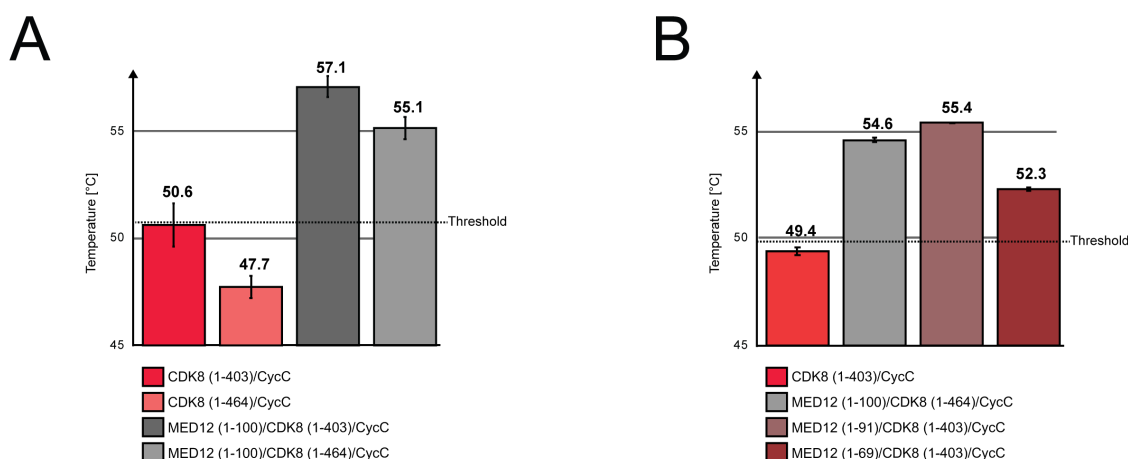 A
57.1
55.1
55
50.6
Threshold
50
47.7
45
Temperature [°C]
CDK8 (1-403)/CycC
CDK8 (1-464)/CycC
MED12 (1-100)/CDK8 (1-403)/CycC
MED12 (1-100)/CDK8 (1-464)/CycC
B
55.4
54.6
55
52.3
49.4
50
Threshold
45
Temperature [°C]
CDK8 (1-403)/CycC
MED12 (1-100)/CDK8 (1-464)/CycC
MED12 (1-91)/CDK8 (1-403)/CycC
MED12 (1-69)/CDK8 (1-403)/CycC